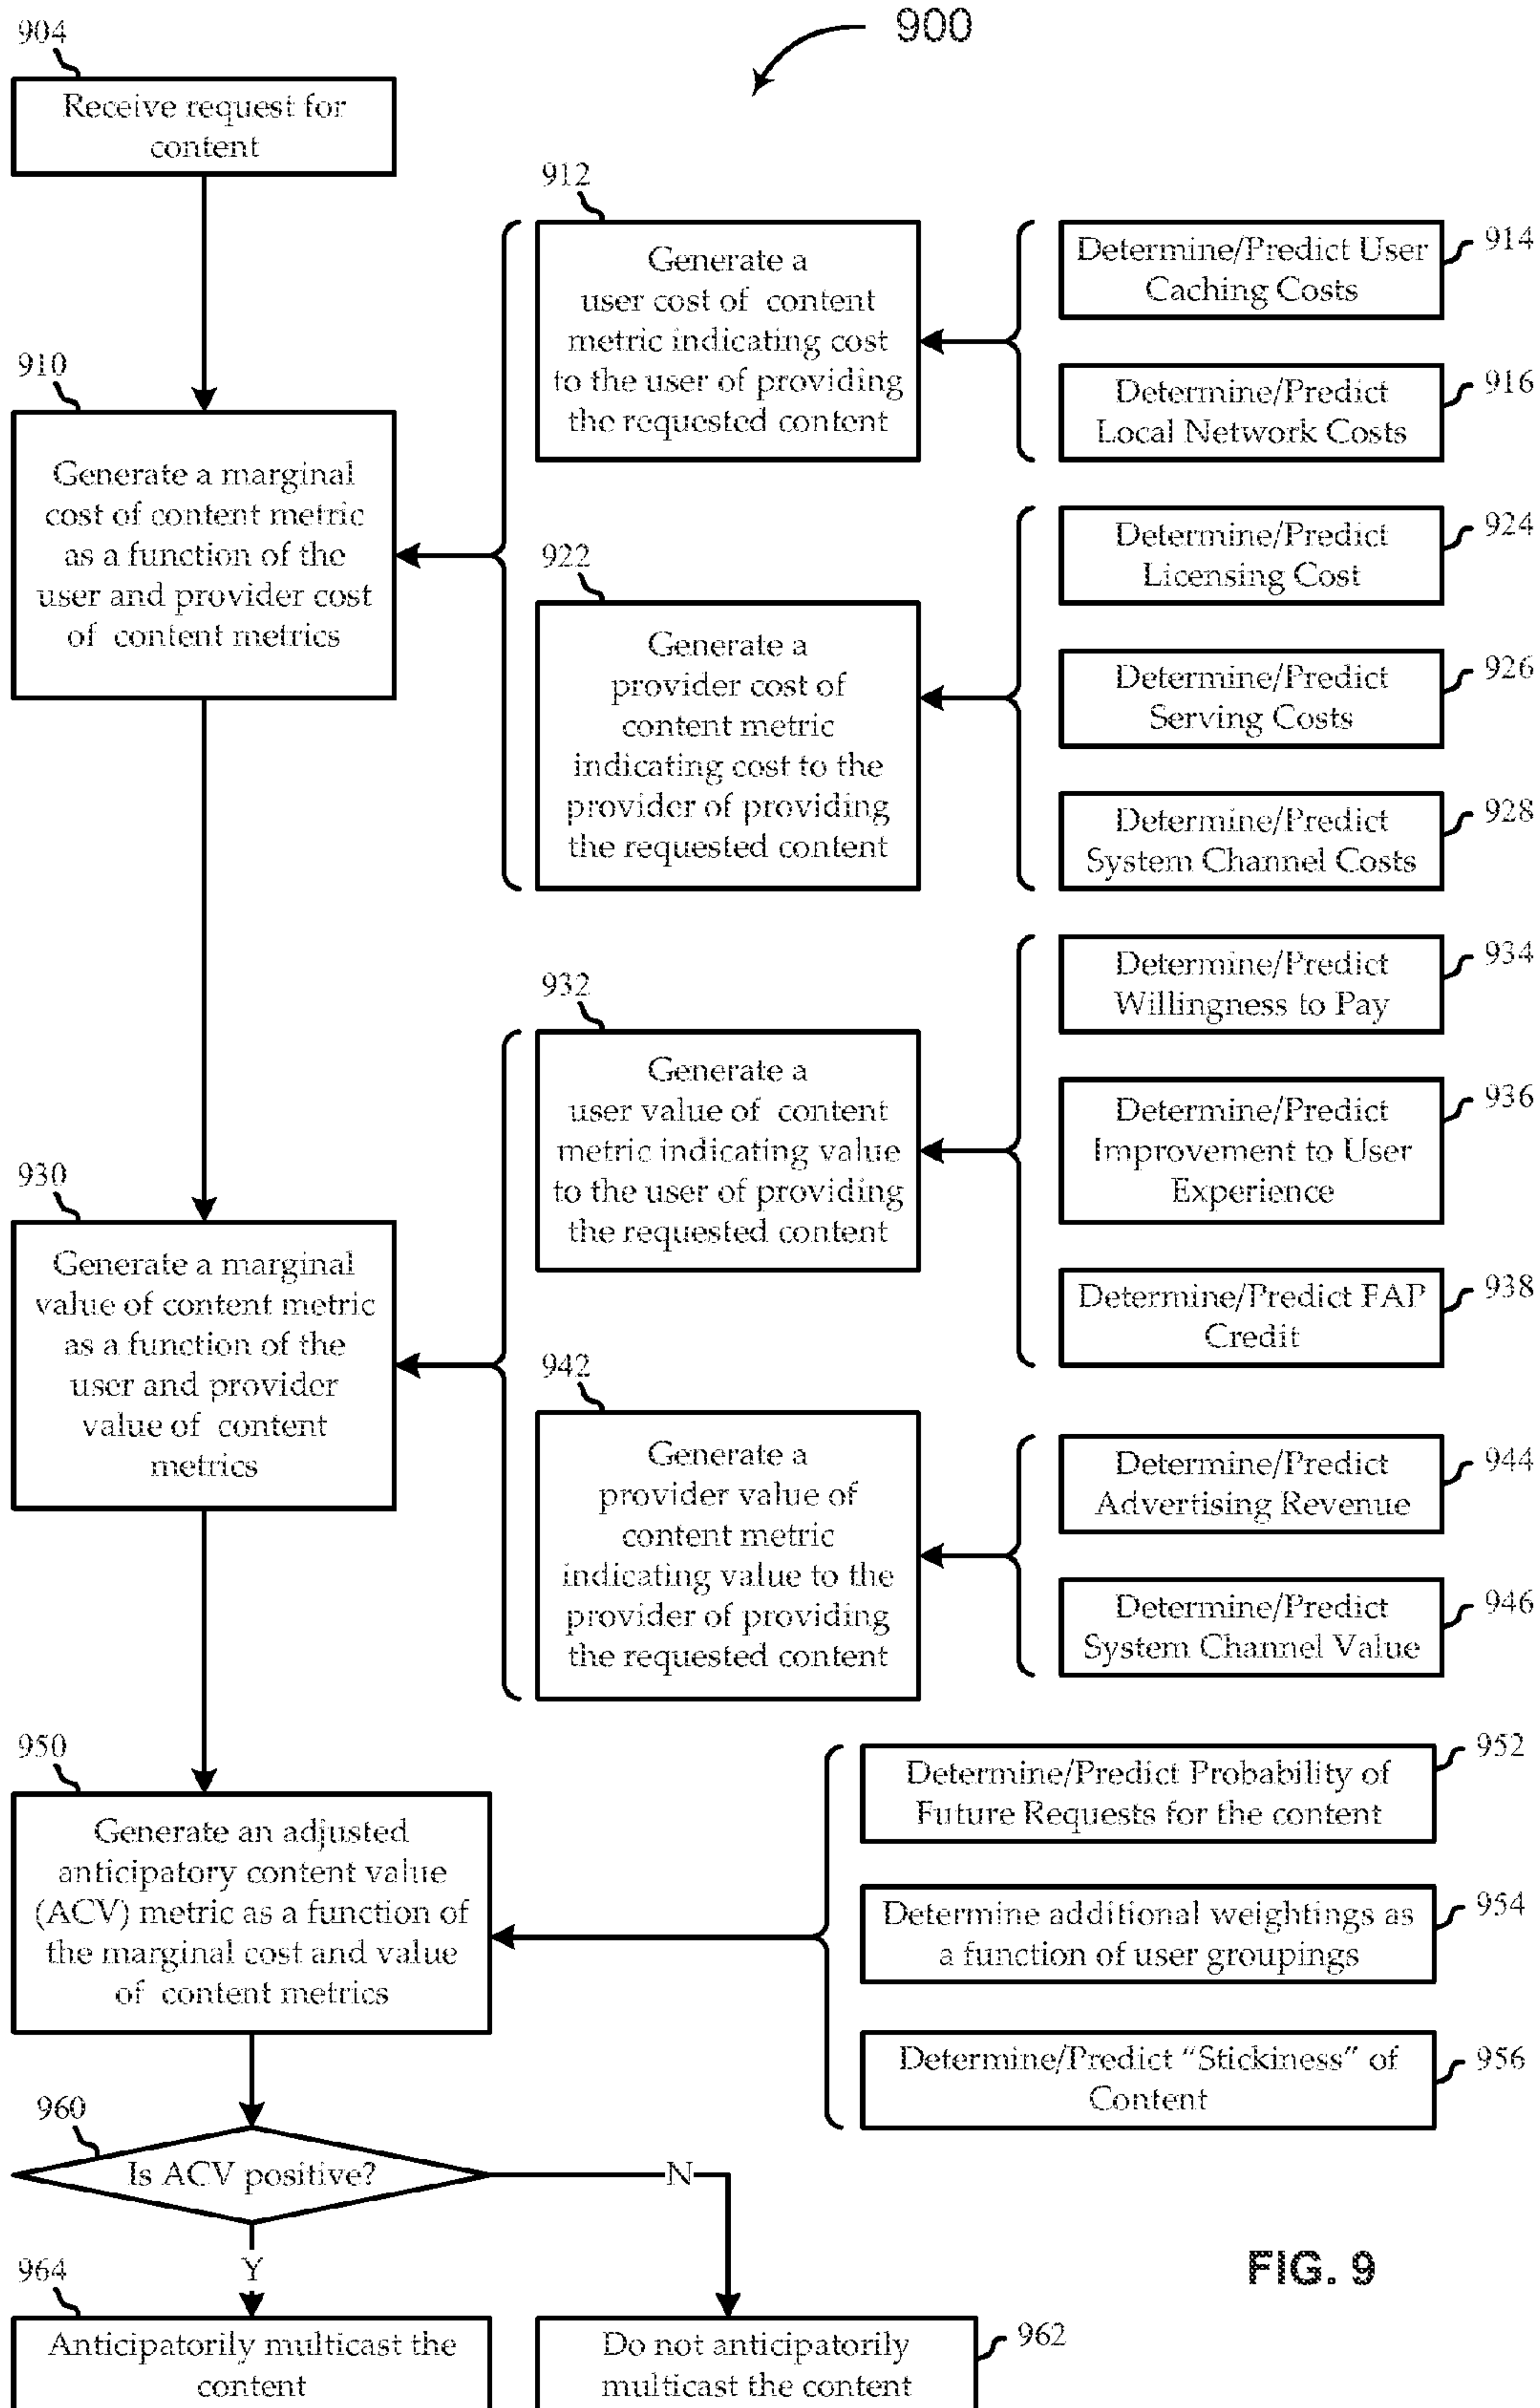 900
904
Receive request for
content
912
Generate a
user cost of content
metric indicating cost
to the user of providing
the requested content
Determine/Predict User
Caching Costs
914
Determine/Predict
Local Network Costs
916
910
Generate a marginal
cost of content metric
as a function of the
user and provider cost
of content metrics
922
Generate a
provider cost of
content metric
indicating cost to the
provider of providing
the requested content
Determine/Predict
Licensing Cost
924
Determine/Predict
Serving Costs
926
Determine/Predict
System Channel Costs
928
932
Generate a
user value of content
metric indicating value
to the user of providing
the requested content
Determine/Predict
Willingness to Pay
934
Determine/Predict
Improvement to User
Experience
936
Determine/Predict FAP
Credit
938
930
Generate a marginal
value of content metric
as a function of the
user and provider
value of content
metrics
942
Generate a
provider value of
content metric
indicating value to the
provider of providing
the requested content
Determine/Predict
Advertising Revenue
944
Determine/Predict
System Channel Value
946
950
Generate an adjusted
anticipatory content value
(ACV) metric as a function of
the marginal cost and value
of content metrics
Determine/Predict Probability of
Future Requests for the content
952
Determine additional weightings as
a function of user groupings
954
Determine/Predict "Stickiness" of
Content
956
960
Is ACV positive?
N
Y
964
Anticipatorily multicast the
content
Do not anticipatorily
multicast the content
962
FIG. 9